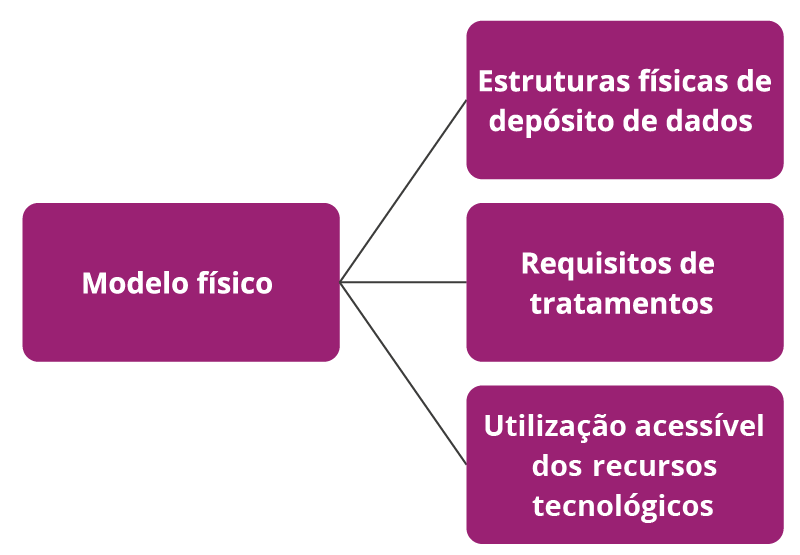 Modelo físico
Estruturas físicas de
depósito de dados
Requisitos de
tratamentos
Utilização acessível
dos recursos
tecnológicos